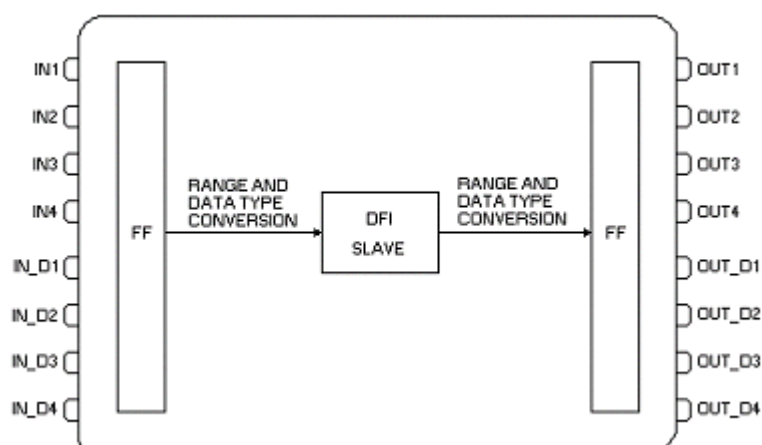 IN1
IN2
IN3
IN4
IN_D1
IN_D2
IN_D3
IN_D4
FF
RANGE AND
DATA TYPE
CONVERSION
DFI
SLAVE
RANGE AND
DATA TYPE
CONVERSION
FF
OUT1
OUT2
OUT3
OUT4
OUT_D1
OUT_D2
OUT_D3
OUT_D4